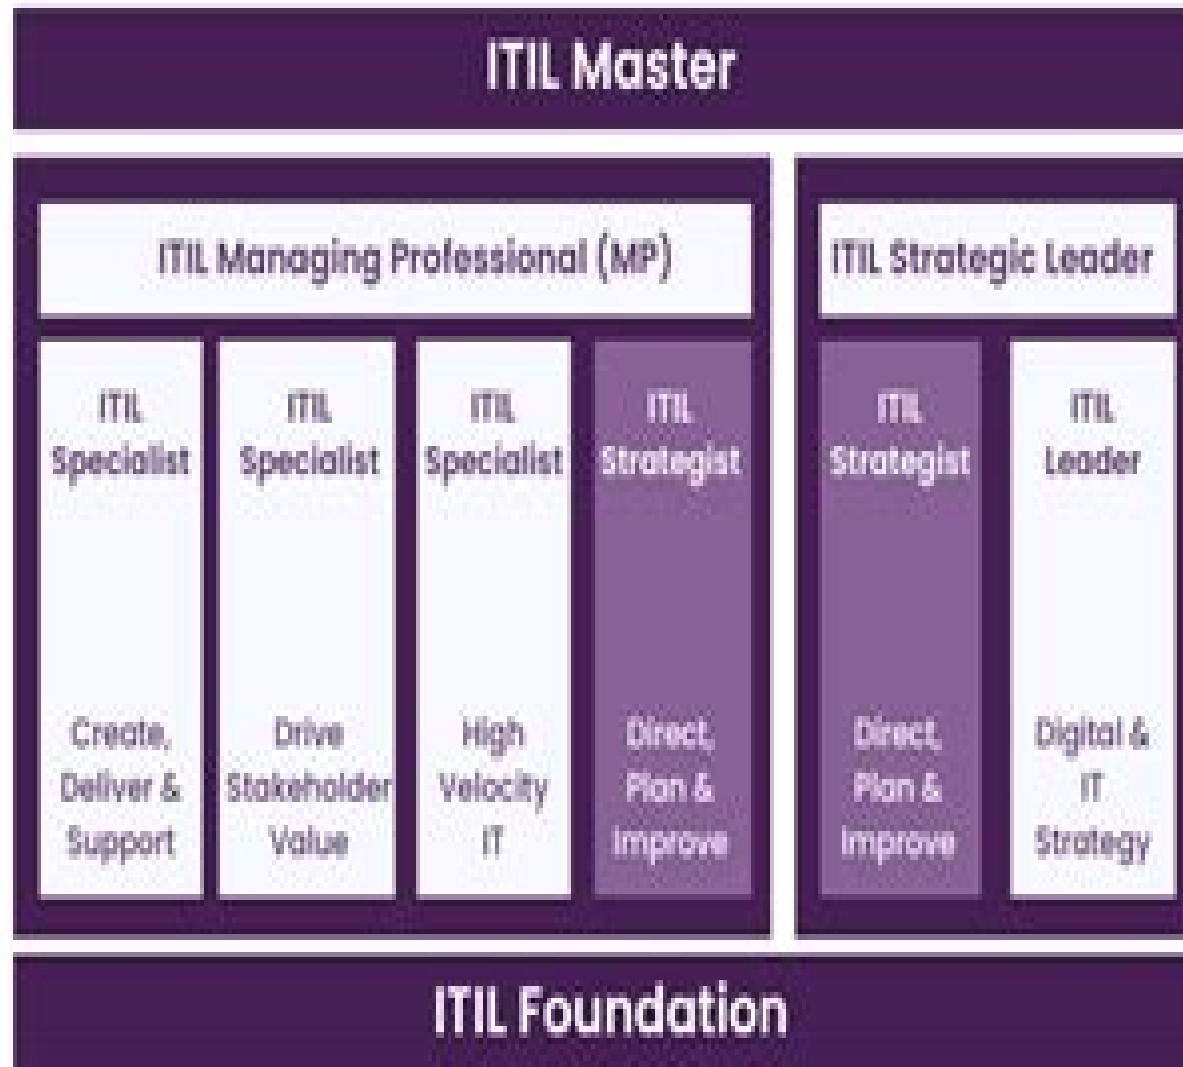 ITIL Master
ITIL Managing Professional (MP)
ITIL
Specialist
Create,
Deliver &
Support
ITIL
Specialist
Drive
Stakeholder
Value
ITIL
Specialist
High
Velocity
IT
ITIL
Strategist
Direct,
Plan &
Improve
ITIL Strategic Leader
ITIL
Strategist
Direct,
Plan &
Improve
ITIL
Leader
Digital &
IT
Strategy
ITIL Foundation